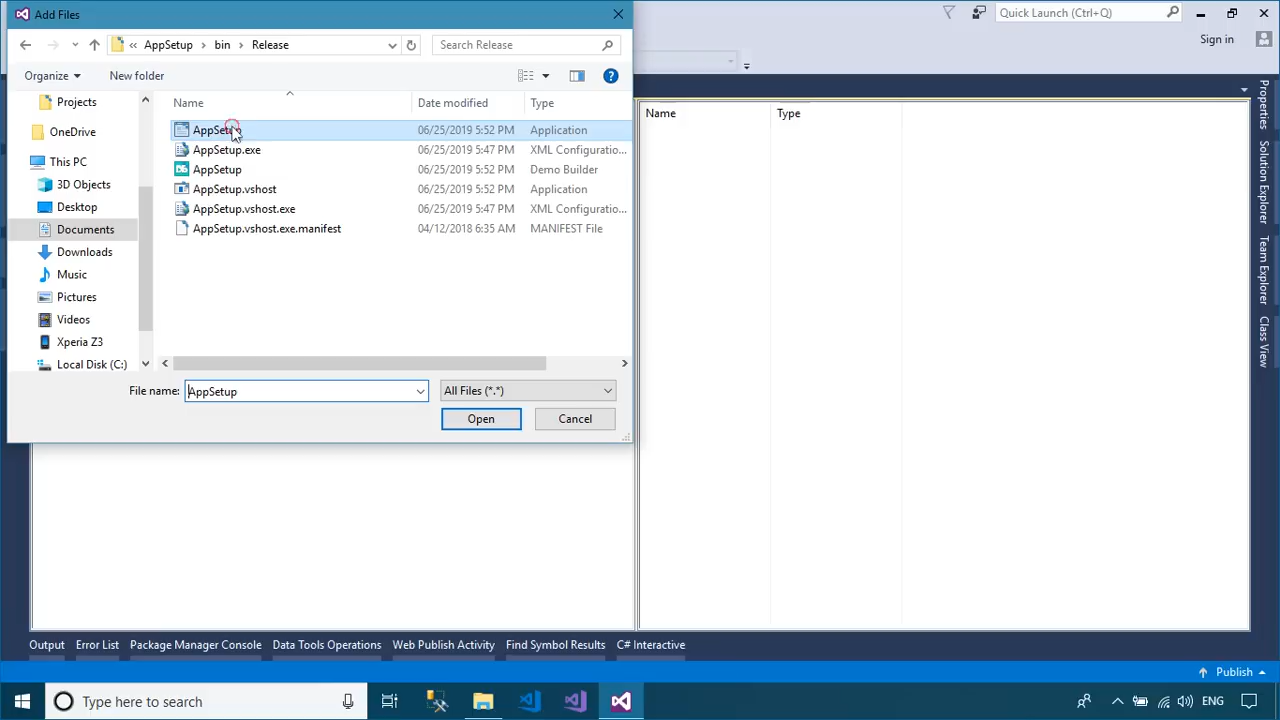 Add Files
Quick Launch (Ctrl+Q)
Sign in
« AppSetup › bin › Release
Search Release
Organize
New folder
Projects
OneDrive
This PC
3D Objects
Desktop
Documents
Downloads
Music
Pictures
Videos
Xperia Z3
Local Disk (C:)
Name Date modified Type
AppSetup 06/25/2019 5:52 PM Application
AppSetup.exe 06/25/2019 5:47 PM XML Configuratio...
AppSetup 06/25/2019 5:52 PM Demo Builder
AppSetup.vshost 06/25/2019 5:52 PM Application
AppSetup.vshost.exe 06/25/2019 5:47 PM XML Configuratio...
AppSetup.vshost.exe.manifest 04/12/2018 6:35 AM MANIFEST File
File name: AppSetup
All Files (*.*)
Open
Cancel
Name Type
Properties
Solution Explorer
Team Explorer
Class View
Output Error List Package Manager Console Data Tools Operations Web Publish Activity Find Symbol Results C# Interactive
Publish
Type here to search
ENG